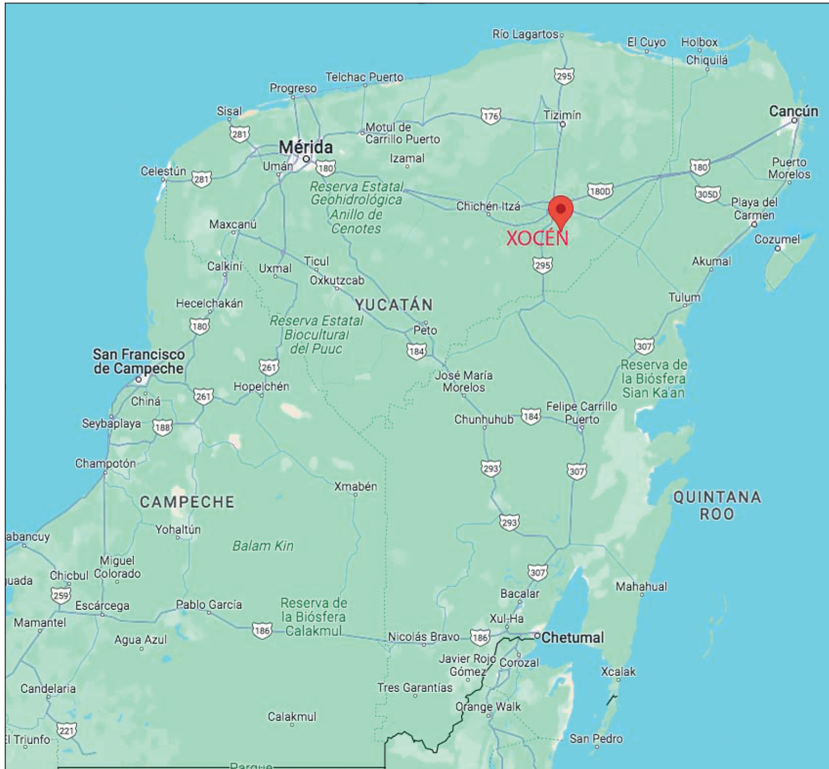 Río Lagartos
El Cuyo
Holbox
Chiquilá
295
Telchac Puerto
Progreso
Sisal
176
Tizimín
Cancún
281
Motul de
Carrillo Puerto
Mérida
Izamal
Umán
180
180
Puerto
Morelos
Celestún
281
Reserva Estatal
Geohidrológica
Anillo de
Cenotes
180D
305D
Chichén Itzá
Playa del
Carmen
Maxcanú
XOCÉN
Cozumel
Calkiní
Uxmal
Ticul
Oxkutzcab
295
Akumal
Hecelchakán
YUCATÁN
Tulum
180
Reserva Estatal
Biocultural
del Puuc
Peto
184
307
San Francisco
de Campeche
261
Reserva de
la Biósfera
Sian Ka'an
José María
Morelos
Chiná
261
Hopelchén
Seybaplaya
188
Chunhuhub
184
Felipe Carrillo
Puerto
Champotón
293
307
Xmabén
CAMPECHE
QUINTANA
ROO
Yohaltún
293
abancuy
Balam Kin
Miguel
Colorado
307
Chicbul
uada
259
Bacalar
Mahahual
Escárcega
Pablo García
Reserva de
la Biósfera
Calakmul
Xul-Ha
Mamantel
186
Nicolás Bravo
186
Chetumal
Agua Azul
Javier Rojo
Gómez
Corozal
Xcalak
Candelaria
Tres Garantías
Orange Walk
Calakmul
221
El Triunfo
San Pedro
Parque